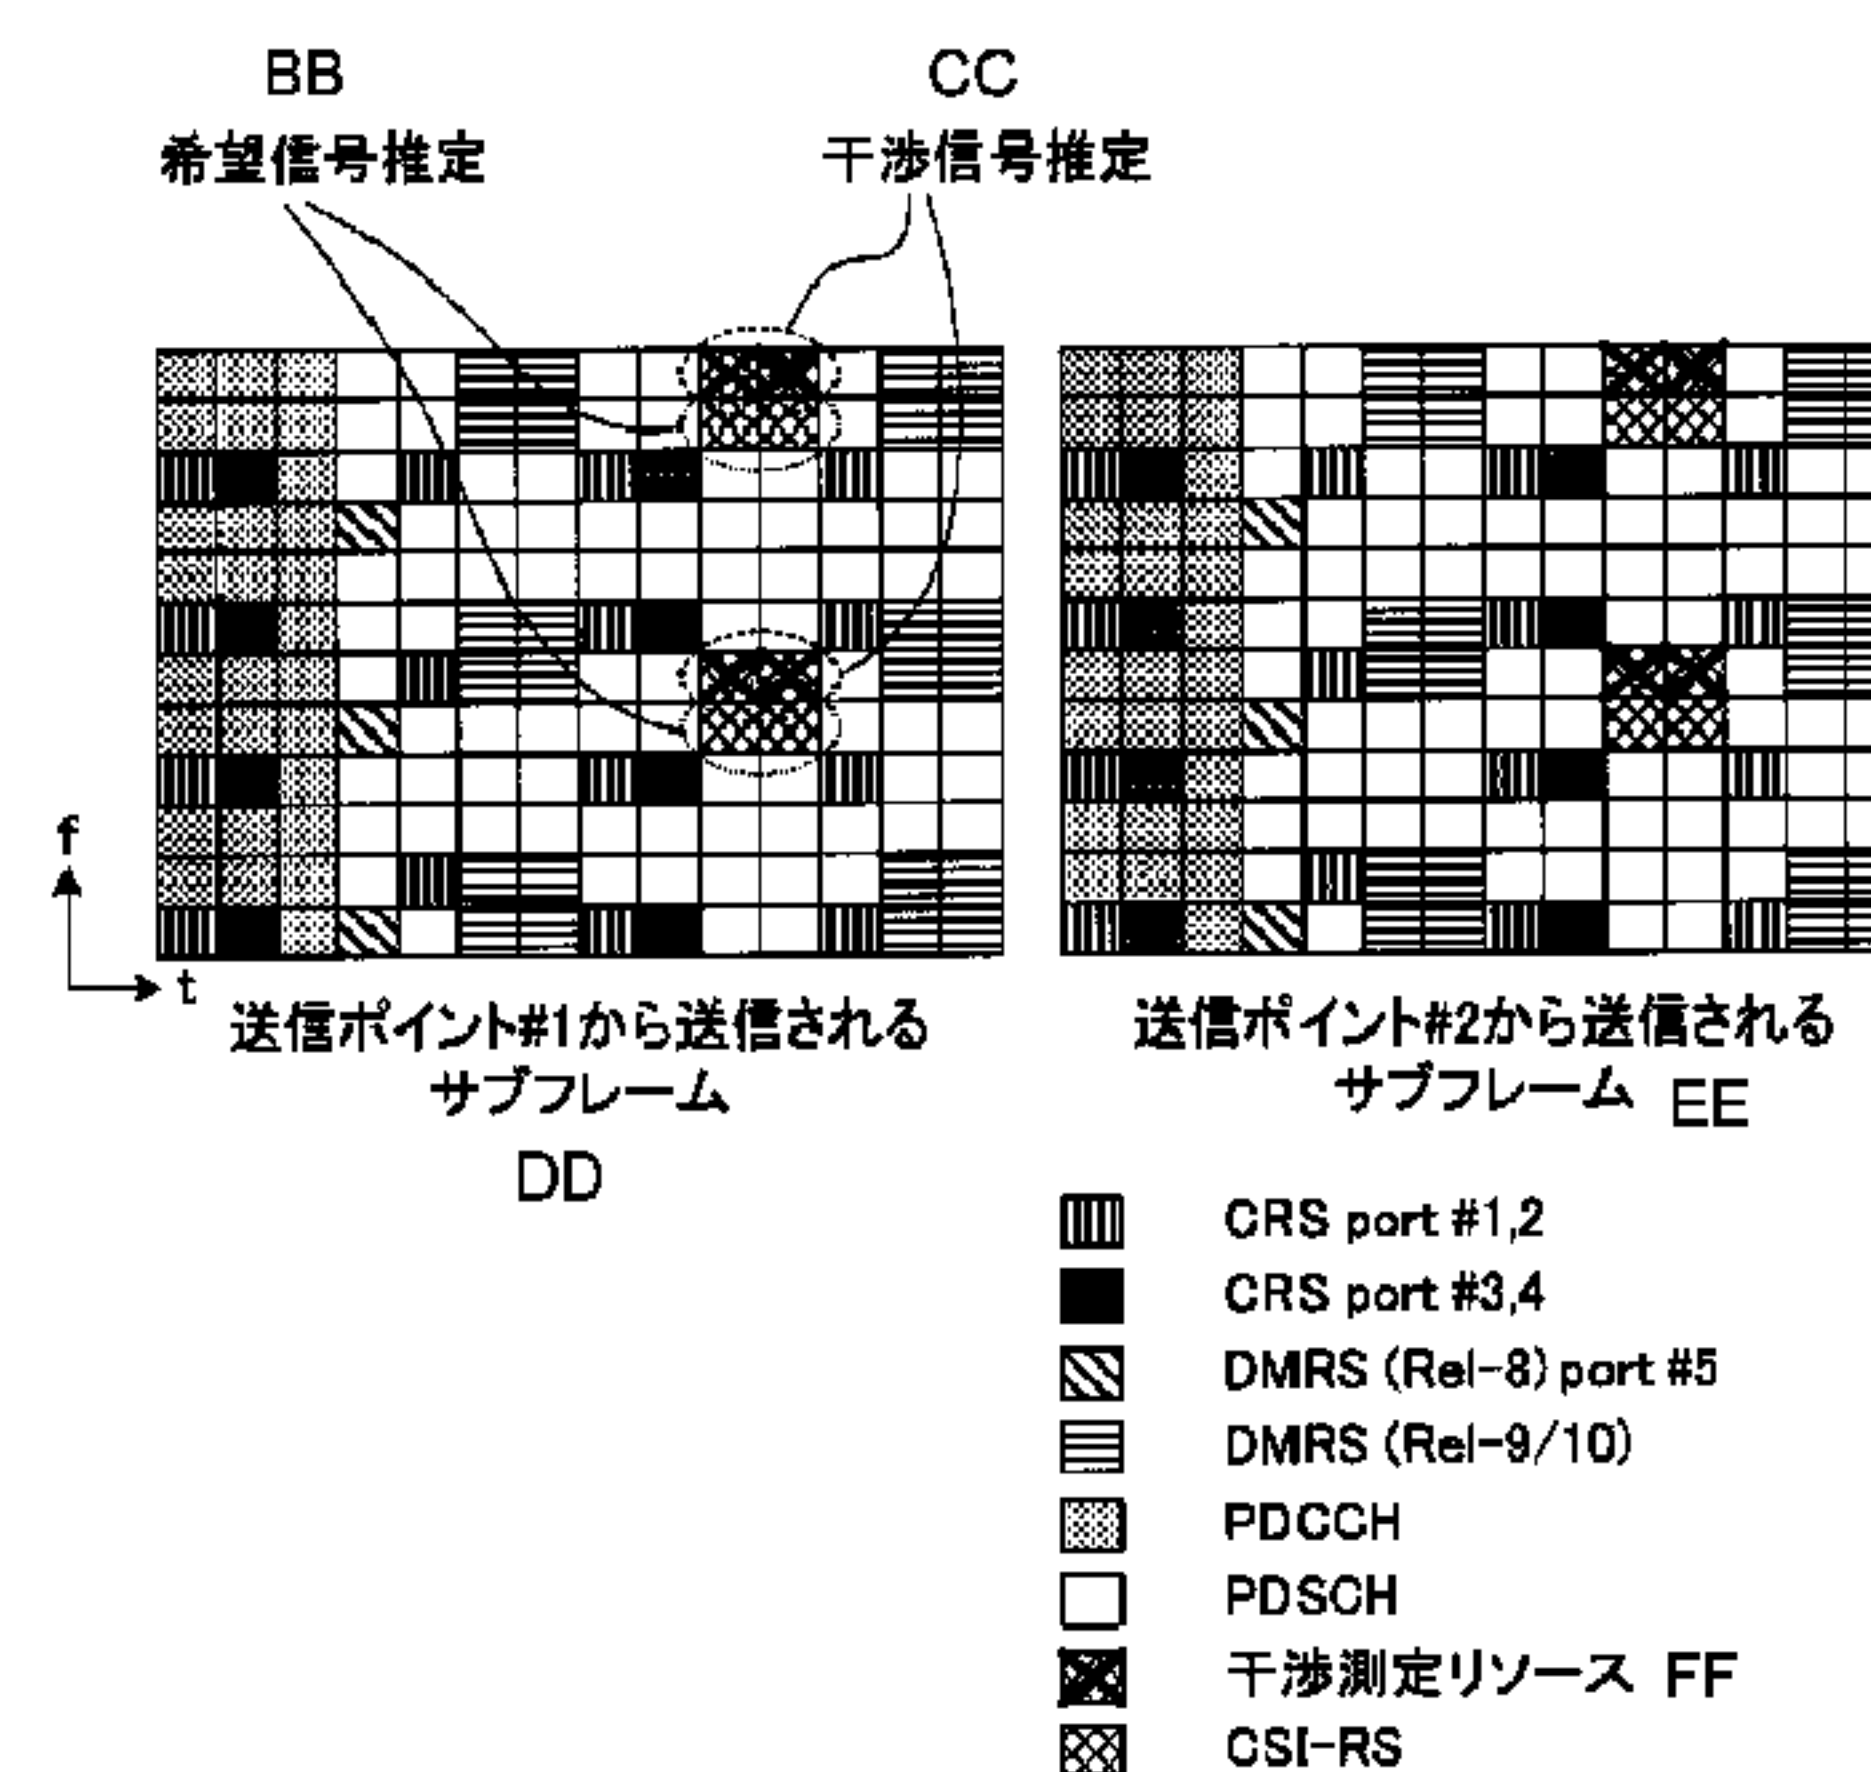 BB
希望信号推定
CC
干渉信号推定
f
t
送信ポイント#1から送信される
サブフレーム
DD
送信ポイント#2から送信される
サブフレーム EE
CRS port #1,2
CRS port #3,4
DMRS (Rel-8) port #5
DMRS (Rel-9/10)
PDCCH
PDSCH
干渉測定リソース FF
CSI-RS